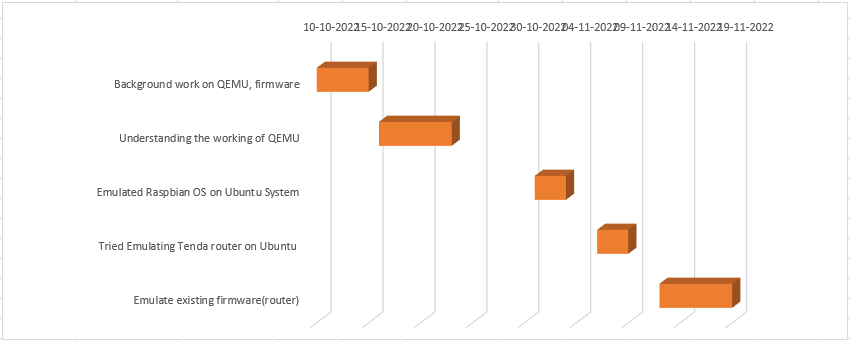 10-10-2022 15-10-2022 20-10-2022 25-10-2022 30-10-2022 04-11-2022 09-11-2022 14-11-2022 19-11-2022
Background work on QEMU, firmware
Understanding the working of QEMU
Emulated Raspbian OS on Ubuntu System
Tried Emulating Tenda router on Ubuntu
Emulate existing firmware(router)